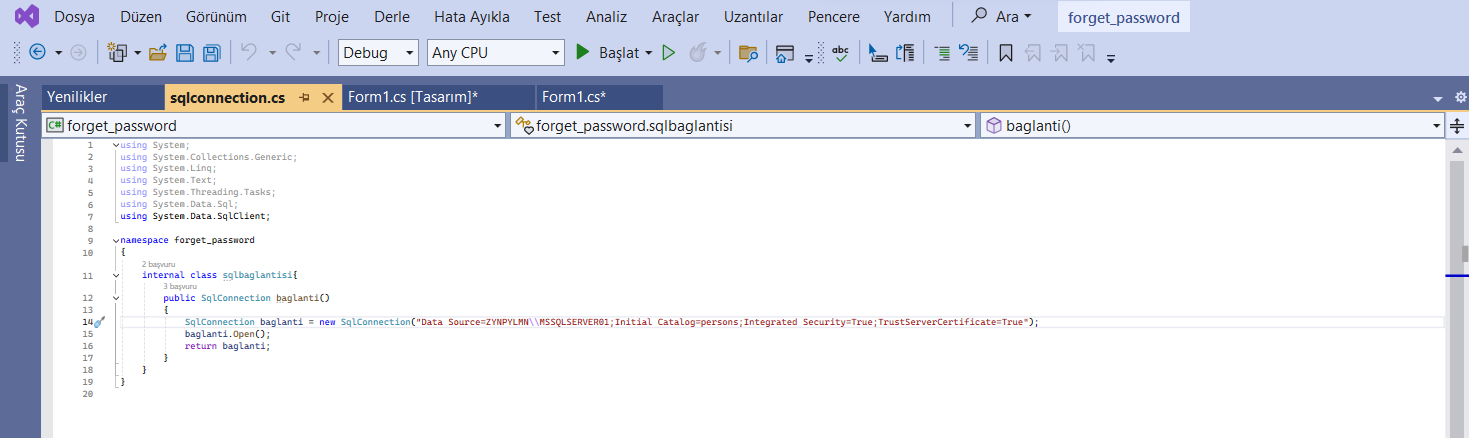 Dosya Düzen Görünüm Git Proje Derle Hata Ayıkla Test Analiz Araçlar Uzantılar Pencere Yardım Ara forget_password
Debug Any CPU Başlat abc
Araç Kutusu
Yenilikler sqlconnection.cs Form1.cs [Tasarım]* Form1.cs*
C# forget_password forget_password.sqlbaglantisi baglanti()
1 using System;
2 using System.Collections.Generic;
3 using System.Linq;
4 using System.Text;
5 using System.Threading.Tasks;
6 using System.Data.Sql;
7 using System.Data.SqlClient;
8
9 namespace forget_password
10 {
2 başvuru
11 internal class sqlbaglantisi{
3 başvuru
12 public SqlConnection baglanti()
13 {
14 SqlConnection baglanti = new SqlConnection("Data Source=ZYNPYLMN\\MSSQLSERVER01;Initial Catalog=persons;Integrated Security=True;TrustServerCertificate=True");
15 baglanti.Open();
16 return baglanti;
17 }
18 }
19 }
20